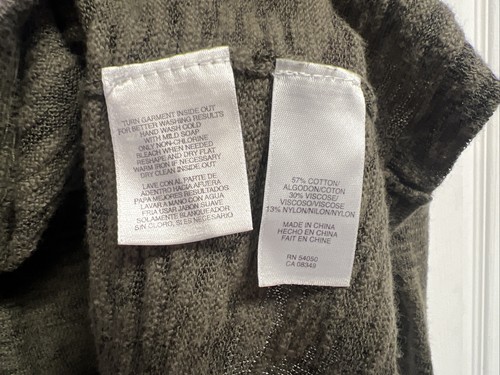 TURN GARMENT INSIDE OUT
FOR BETTER WASHING RESULTS
HAND WASH COLD
WITH MILD SOAP
ONLY NON-CHLORINE
BLEACH WHEN NEEDED
RESHAPE AND DRY FLAT
WARM IRON IF NECESSARY
DRY CLEAN INSIDE OUT
LAVE CON AL PARTE DE
ADENTRO HACIA AFUERA
PAPA MEJORES RESULTADOS
LAVAR A MANO CON AGUA
FRIA USAR JABON SUAVE
SOLAMENTE BLANQUEADOR
SIN CLORO, SI ES NECESARIO
57% COTTON/
ALGODON/COTON
30% VISCOSE/
VISCOSO/VISCOSE
13% NYLON/NILON/NYLON
MADE IN CHINA
HECHO EN CHINA
FAIT EN CHINE
RN 54050
CA 08349